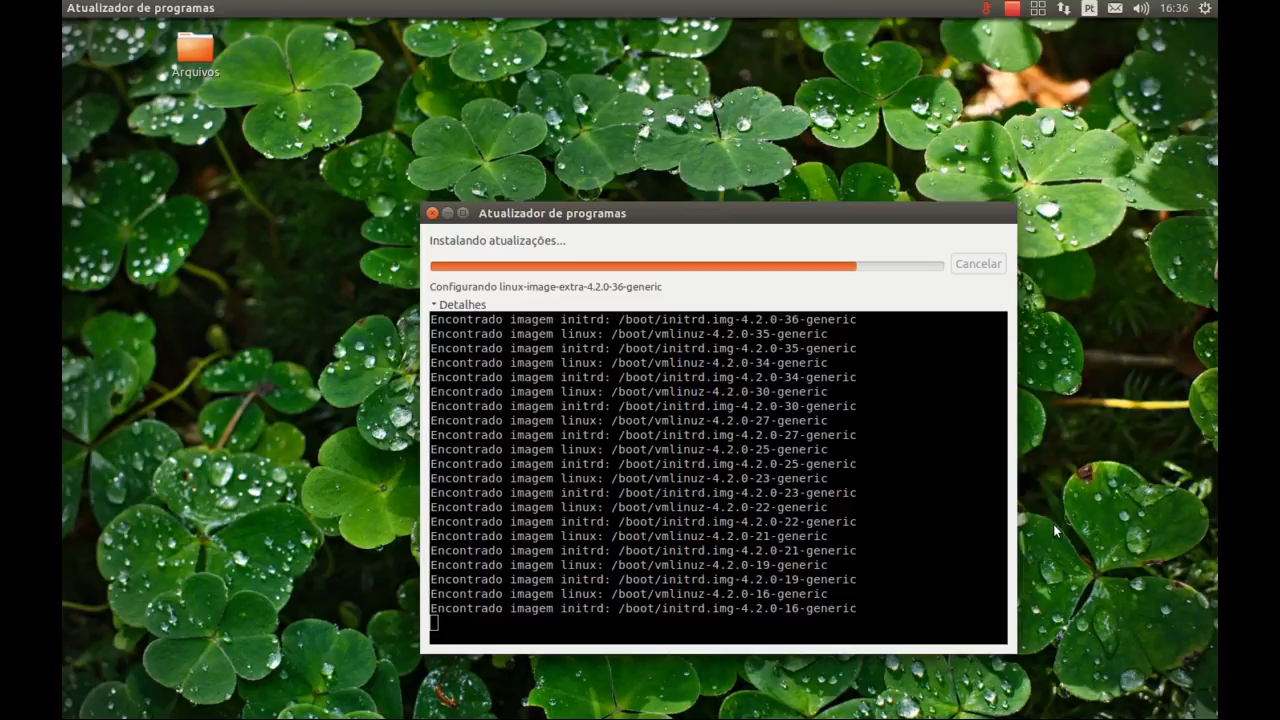 Atualizador de programas
Pt
16:36
Arquivos
Atualizador de programas
Instalando atualizações...
Cancelar
Configurando linux-image-extra-4.2.0-36-generic
Detalhes
Encontrado imagem initrd: /boot/initrd.img-4.2.0-36-generic
Encontrado imagem linux: /boot/vmlinuz-4.2.0-35-generic
Encontrado imagem initrd: /boot/initrd.img-4.2.0-35-generic
Encontrado imagem linux: /boot/vmlinuz-4.2.0-34-generic
Encontrado imagem initrd: /boot/initrd.img-4.2.0-34-generic
Encontrado imagem linux: /boot/vmlinuz-4.2.0-30-generic
Encontrado imagem initrd: /boot/initrd.img-4.2.0-30-generic
Encontrado imagem linux: /boot/vmlinuz-4.2.0-27-generic
Encontrado imagem initrd: /boot/initrd.img-4.2.0-27-generic
Encontrado imagem linux: /boot/vmlinuz-4.2.0-25-generic
Encontrado imagem initrd: /boot/initrd.img-4.2.0-25-generic
Encontrado imagem linux: /boot/vmlinuz-4.2.0-23-generic
Encontrado imagem initrd: /boot/initrd.img-4.2.0-23-generic
Encontrado imagem linux: /boot/vmlinuz-4.2.0-22-generic
Encontrado imagem initrd: /boot/initrd.img-4.2.0-22-generic
Encontrado imagem linux: /boot/vmlinuz-4.2.0-21-generic
Encontrado imagem initrd: /boot/initrd.img-4.2.0-21-generic
Encontrado imagem linux: /boot/vmlinuz-4.2.0-19-generic
Encontrado imagem initrd: /boot/initrd.img-4.2.0-19-generic
Encontrado imagem linux: /boot/vmlinuz-4.2.0-16-generic
Encontrado imagem initrd: /boot/initrd.img-4.2.0-16-generic